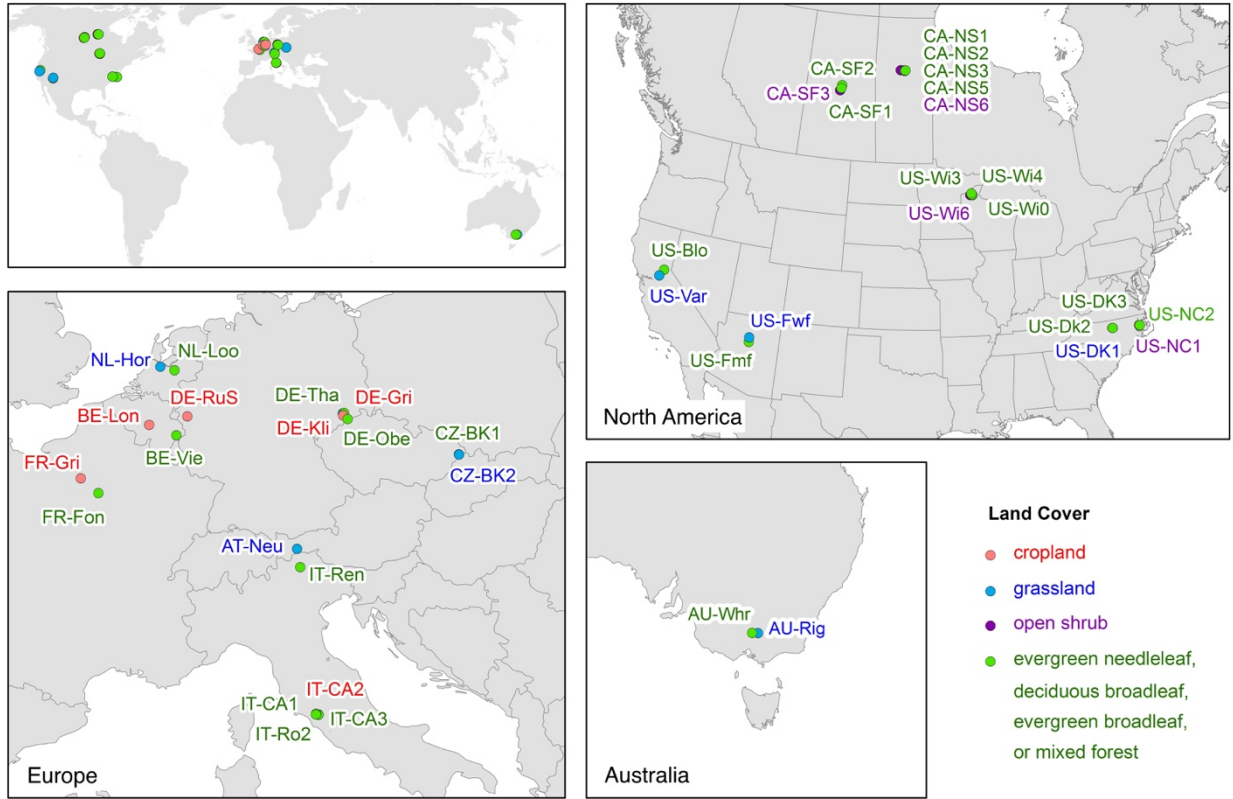 CA-NS1
CA-NS2
CA-NS3
CA-NS5
CA-NS6
CA-SF2
CA-SF3
CA-SF1
US-Wi3 US-Wi4
US-Wi6 US-Wi0
US-Blo
US-Var
US-Fwf
US-Fmf
US-DK3
US-Dk2
US-DK1
US-NC2
US-NC1
North America
NL-Hor NL-Loo
DE-RuS
BE-Lon
BE-Vie
FR-Gri
FR-Fon
DE-Tha DE-Gri
DE-Kli DE-Obe
CZ-BK1
CZ-BK2
AT-Neu
IT-Ren
IT-CA2
IT-CA1
IT-CA3
IT-Ro2
Europe
AU-Whr
AU-Rig
Australia
Land Cover
cropland
grassland
open shrub
evergreen needleleaf,
deciduous broadleaf,
evergreen broadleaf,
or mixed forest